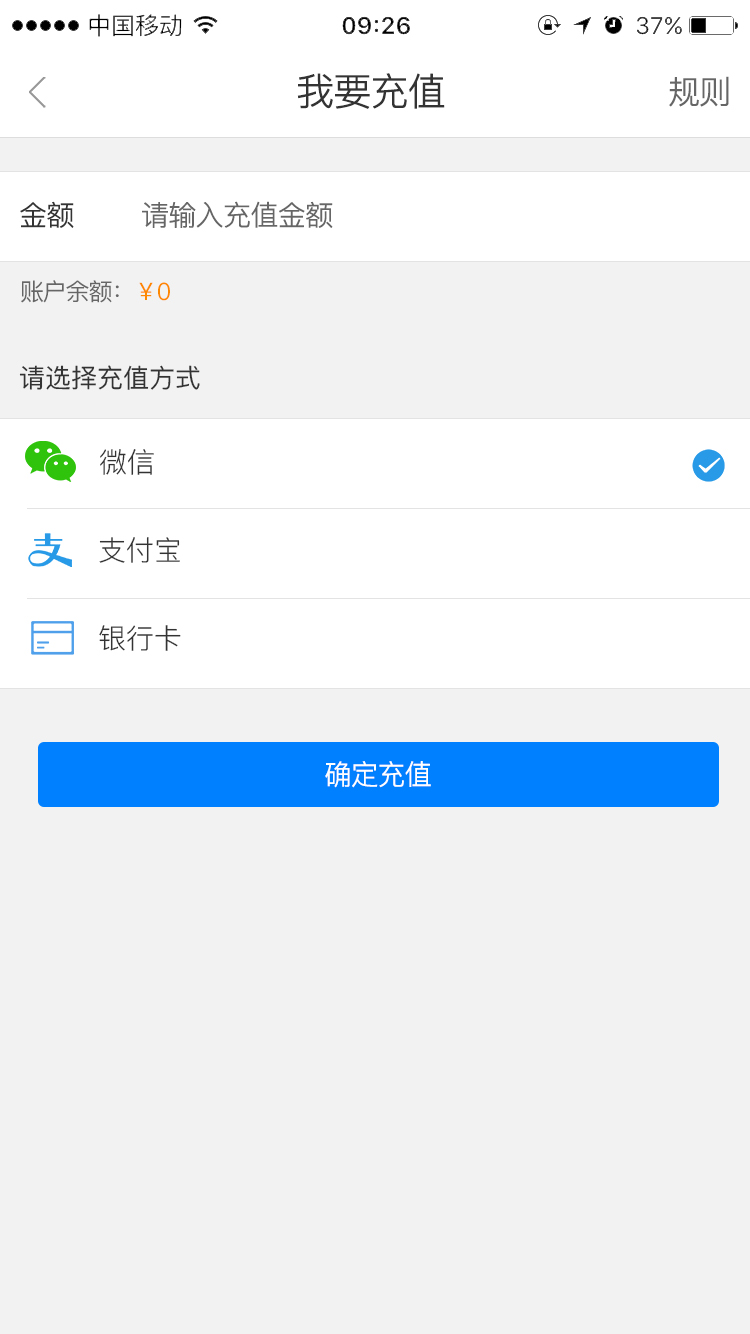 中国移动 09:26 37%
我要充值 规则
金额 请输入充值金额
账户余额: ¥0
请选择充值方式
微信
支付宝
银行卡
确定充值